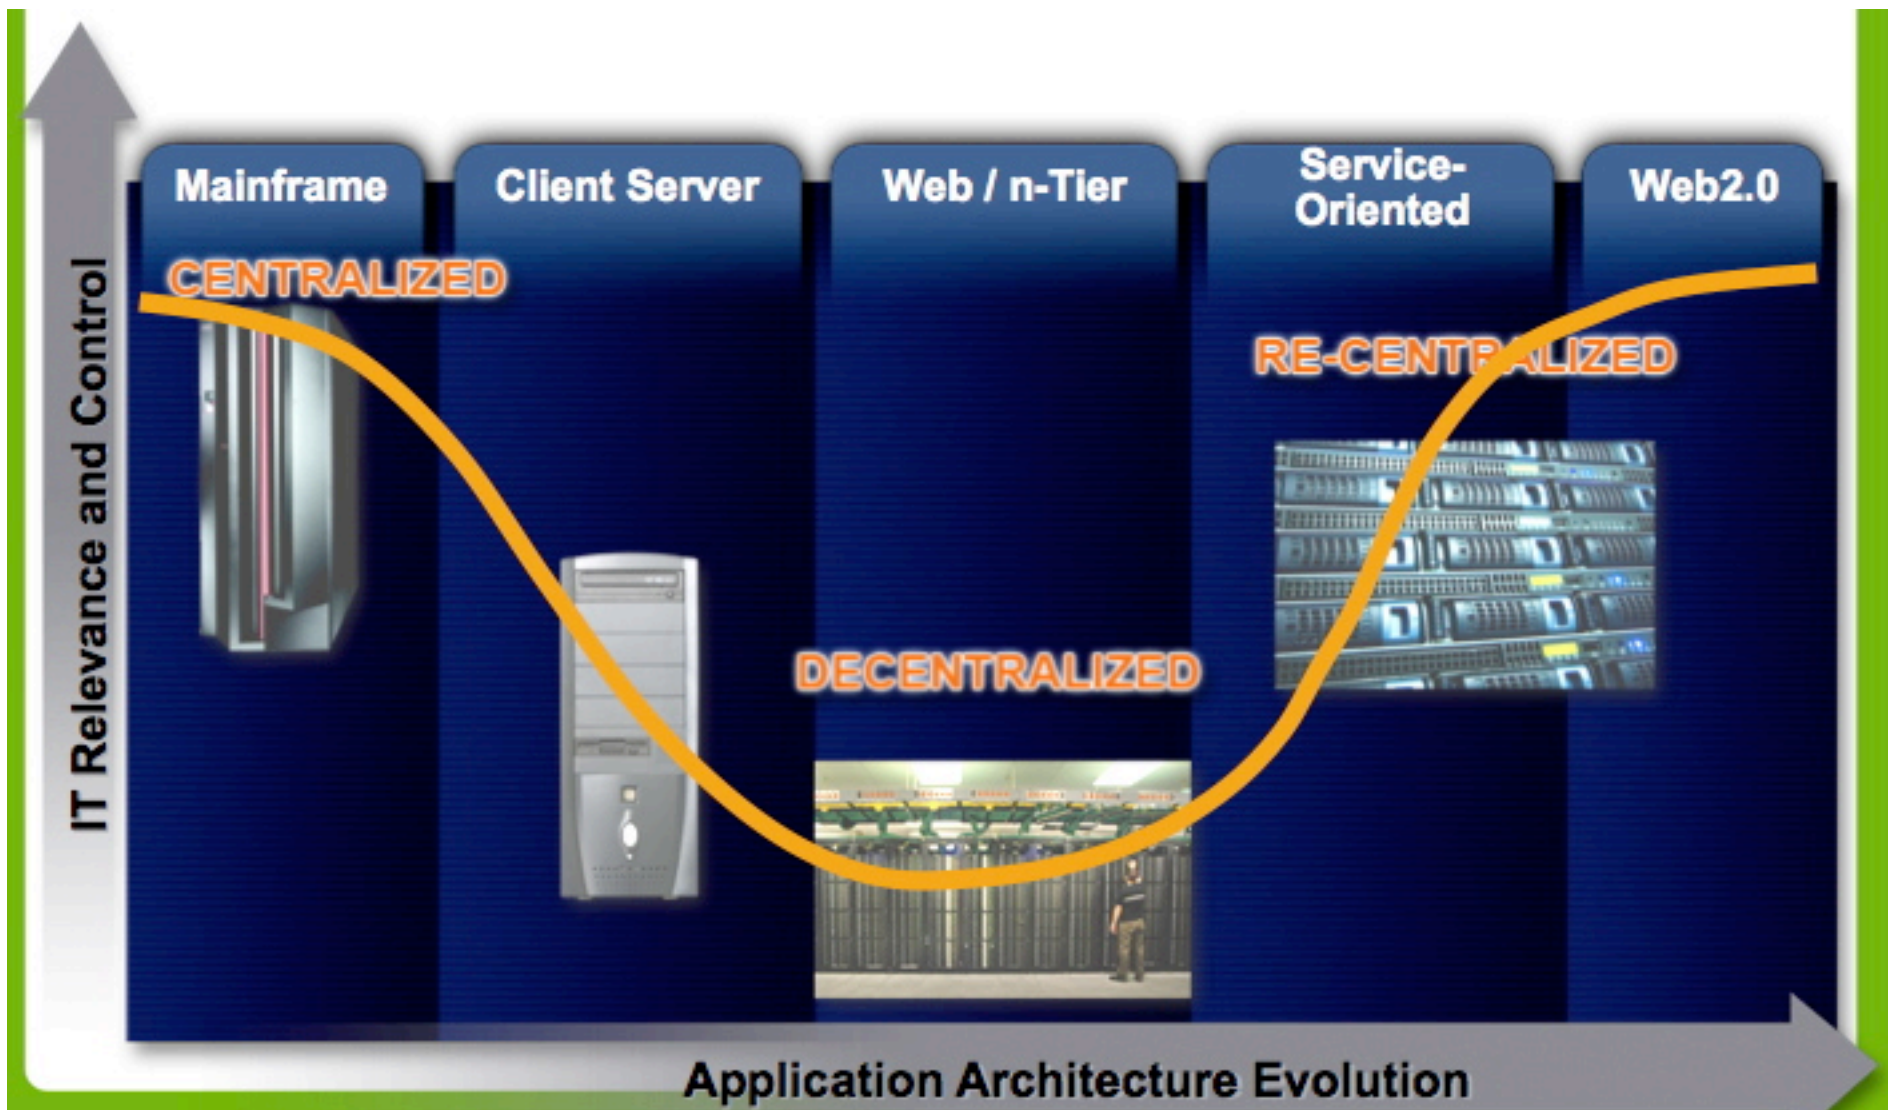 Mainframe
Client Server
Web / n-Tier
Service-
Oriented
Web2.0
CENTRALIZED
RE-CENTRALIZED
DECENTRALIZED
IT Relevance and Control
Application Architecture Evolution